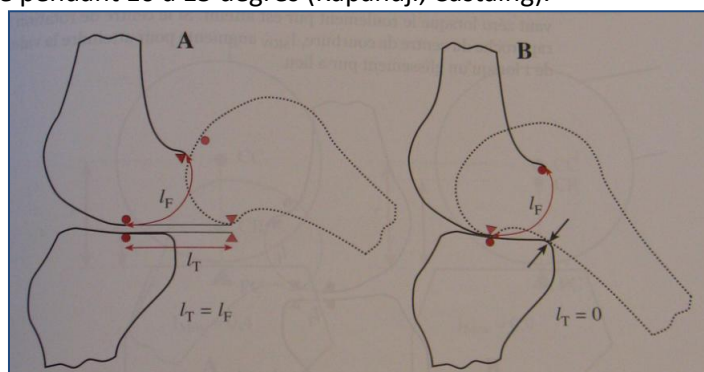 pendant 10 à 15 degrés (Kapandji, Castaing).
A
B
lF
lF
lT
lT = lF
lT = 0